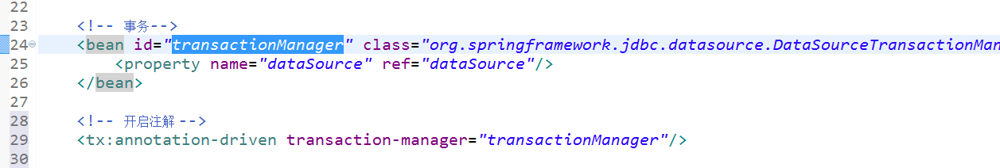 22
23 <!-- 事务-->
24 <bean id="transactionManager" class="org.springframework.jdbc.datasource.DataSourceTransactionMan
25 <property name="dataSource" ref="dataSource"/>
26 </bean>
27
28 <!-- 开启注解 -->
29 <tx:annotation-driven transaction-manager="transactionManager"/>
30